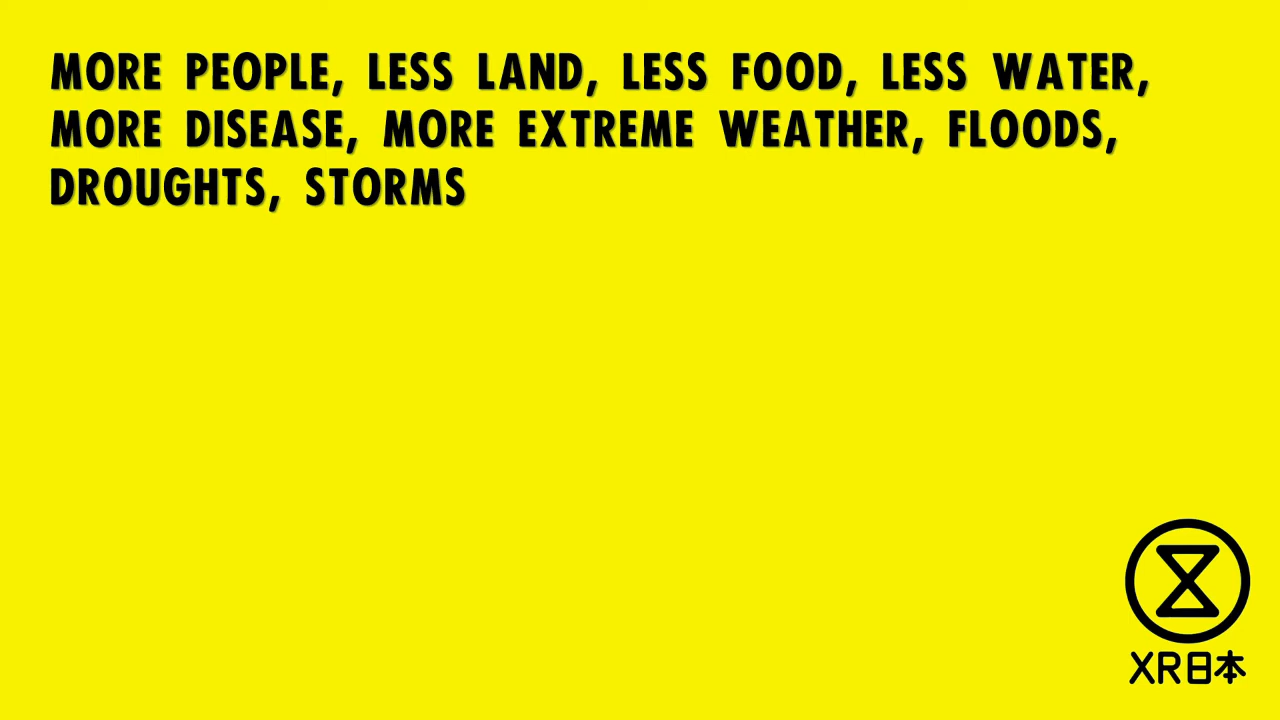 MORE PEOPLE, LESS LAND, LESS FOOD, LESS WATER,
MORE DISEASE, MORE EXTREME WEATHER, FLOODS,
DROUGHTS, STORMS
XR日本